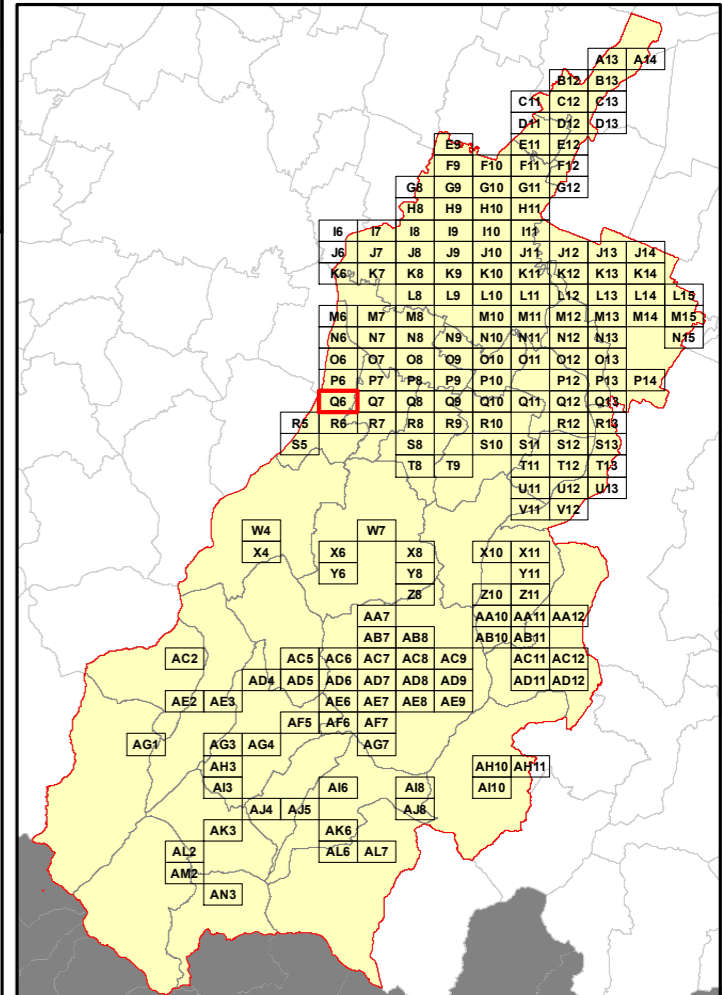 A13 A14
B12 B13
C11 C12 C13
D11 D12 D13
E9 E11 E12
F9 F10 F11 F12
G8 G9 G10 G11 G12
H8 H9 H10 H11
I6 I7 I8 I9 I10 I11
J6 J7 J8 J9 J10 J11 J12 J13 J14
K6 K7 K8 K9 K10 K11 K12 K13 K14
L8 L9 L10 L11 L12 L13 L14 L15
M6 M7 M8 M10 M11 M12 M13 M14 M15
N6 N7 N8 N9 N10 N11 N12 N13 N15
O6 O7 O8 O9 O10 O11 O12 O13
P6 P7 P8 P9 P10 P12 P13 P14
Q6 Q7 Q8 Q9 Q10 Q11 Q12 Q13
R5 R6 R7 R8 R9 R10 R12 R13
S5 S8 S10 S11 S12 S13
T8 T9 T11 T12 T13
U11 U12 U13
V11 V12
W4 W7
X4 X6 X8 X10 X11
Y6 Y8 Y11
Z8 Z10 Z11
AA7 AA10 AA11 AA12
AB7 AB8 AB10 AB11
AC2 AC5 AC6 AC7 AC8 AC9 AC11 AC12
AD4 AD5 AD6 AD7 AD8 AD9 AD11 AD12
AE2 AE3 AE6 AE7 AE8 AE9
AF5 AF6 AF7
AG1 AG3 AG4 AG7
AH3 AH10 AH11
AI3 AI6 AI8 AI10
AJ4 AJ5 AJ8
AK3 AK6
AL2 AL6 AL7
AM2
AN3